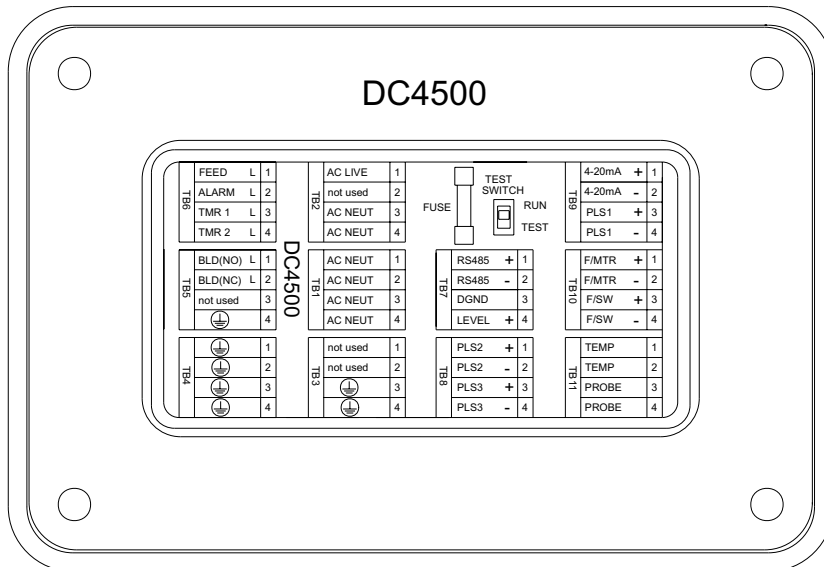 DC4500
TB6
FEED L 1
ALARM L 2
TMR 1 L 3
TMR 2 L 4
TB2
AC LIVE 1
not used 2
AC NEUT 3
AC NEUT 4
FUSE
TEST
SWITCH
RUN
TEST
TB9
4-20mA + 1
4-20mA - 2
PLS1 + 3
PLS1 - 4
TB5
BLD(NO) L 1
BLD(NC) L 2
not used 3
4
DC4500
TB1
AC NEUT 1
AC NEUT 2
AC NEUT 3
AC NEUT 4
TB7
RS485 + 1
RS485 - 2
DGND 3
LEVEL + 4
TB10
F/MTR + 1
F/MTR - 2
F/SW + 3
F/SW - 4
TB4
1
2
3
4
TB3
not used 1
not used 2
3
4
TB8
PLS2 + 1
PLS2 - 2
PLS3 + 3
PLS3 - 4
TB11
TEMP 1
TEMP 2
PROBE 3
PROBE 4